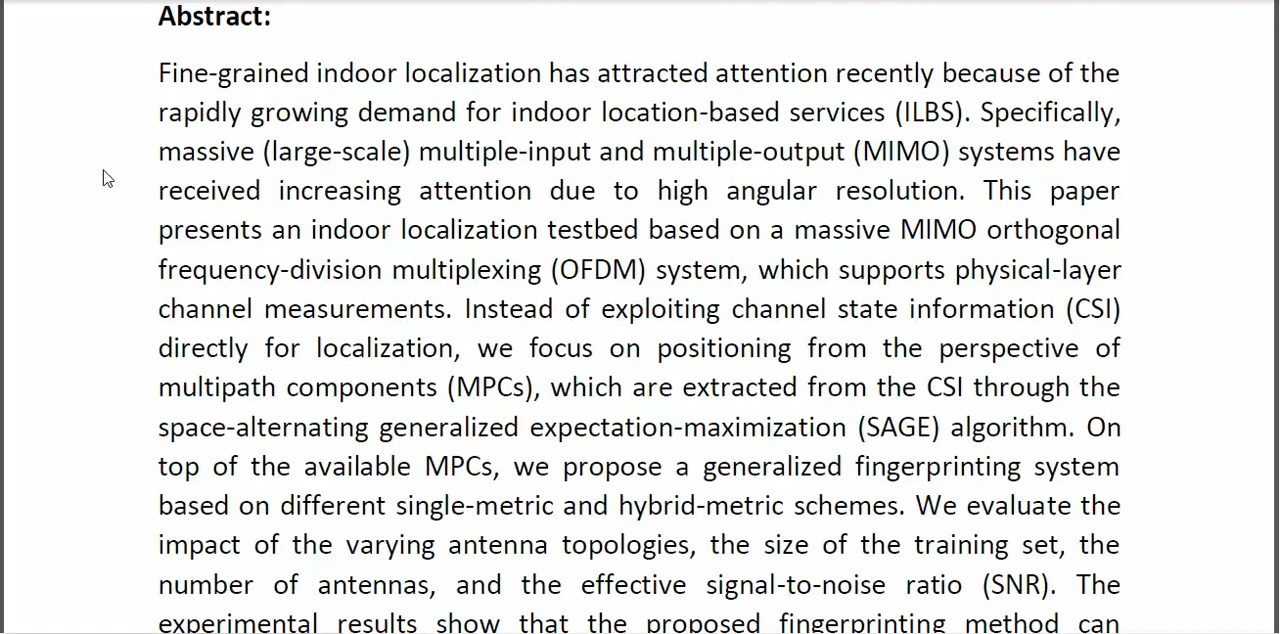 Abstract:
Fine-grained indoor localization has attracted attention recently because of the
rapidly growing demand for indoor location-based services (ILBS). Specifically,
massive (large-scale) multiple-input and multiple-output (MIMO) systems have
received increasing attention due to high angular resolution. This paper
presents an indoor localization testbed based on a massive MIMO orthogonal
frequency-division multiplexing (OFDM) system, which supports physical-layer
channel measurements. Instead of exploiting channel state information (CSI)
directly for localization, we focus on positioning from the perspective of
multipath components (MPCs), which are extracted from the CSI through the
space-alternating generalized expectation-maximization (SAGE) algorithm. On
top of the available MPCs, we propose a generalized fingerprinting system
based on different single-metric and hybrid-metric schemes. We evaluate the
impact of the varying antenna topologies, the size of the training set, the
number of antennas, and the effective signal-to-noise ratio (SNR). The
experimental results show that the proposed fingerprinting method can